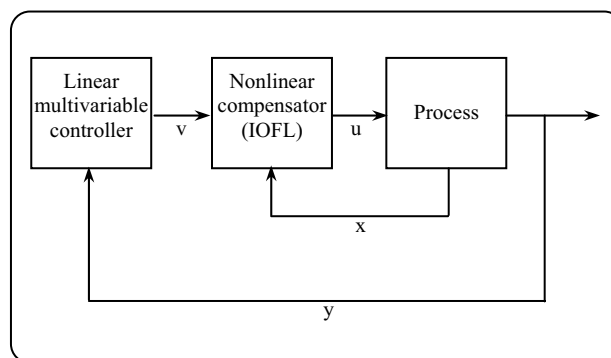 Linear
multivariable
controller
v
Nonlinear
compensator
(IOFL)
u
Process
x
y